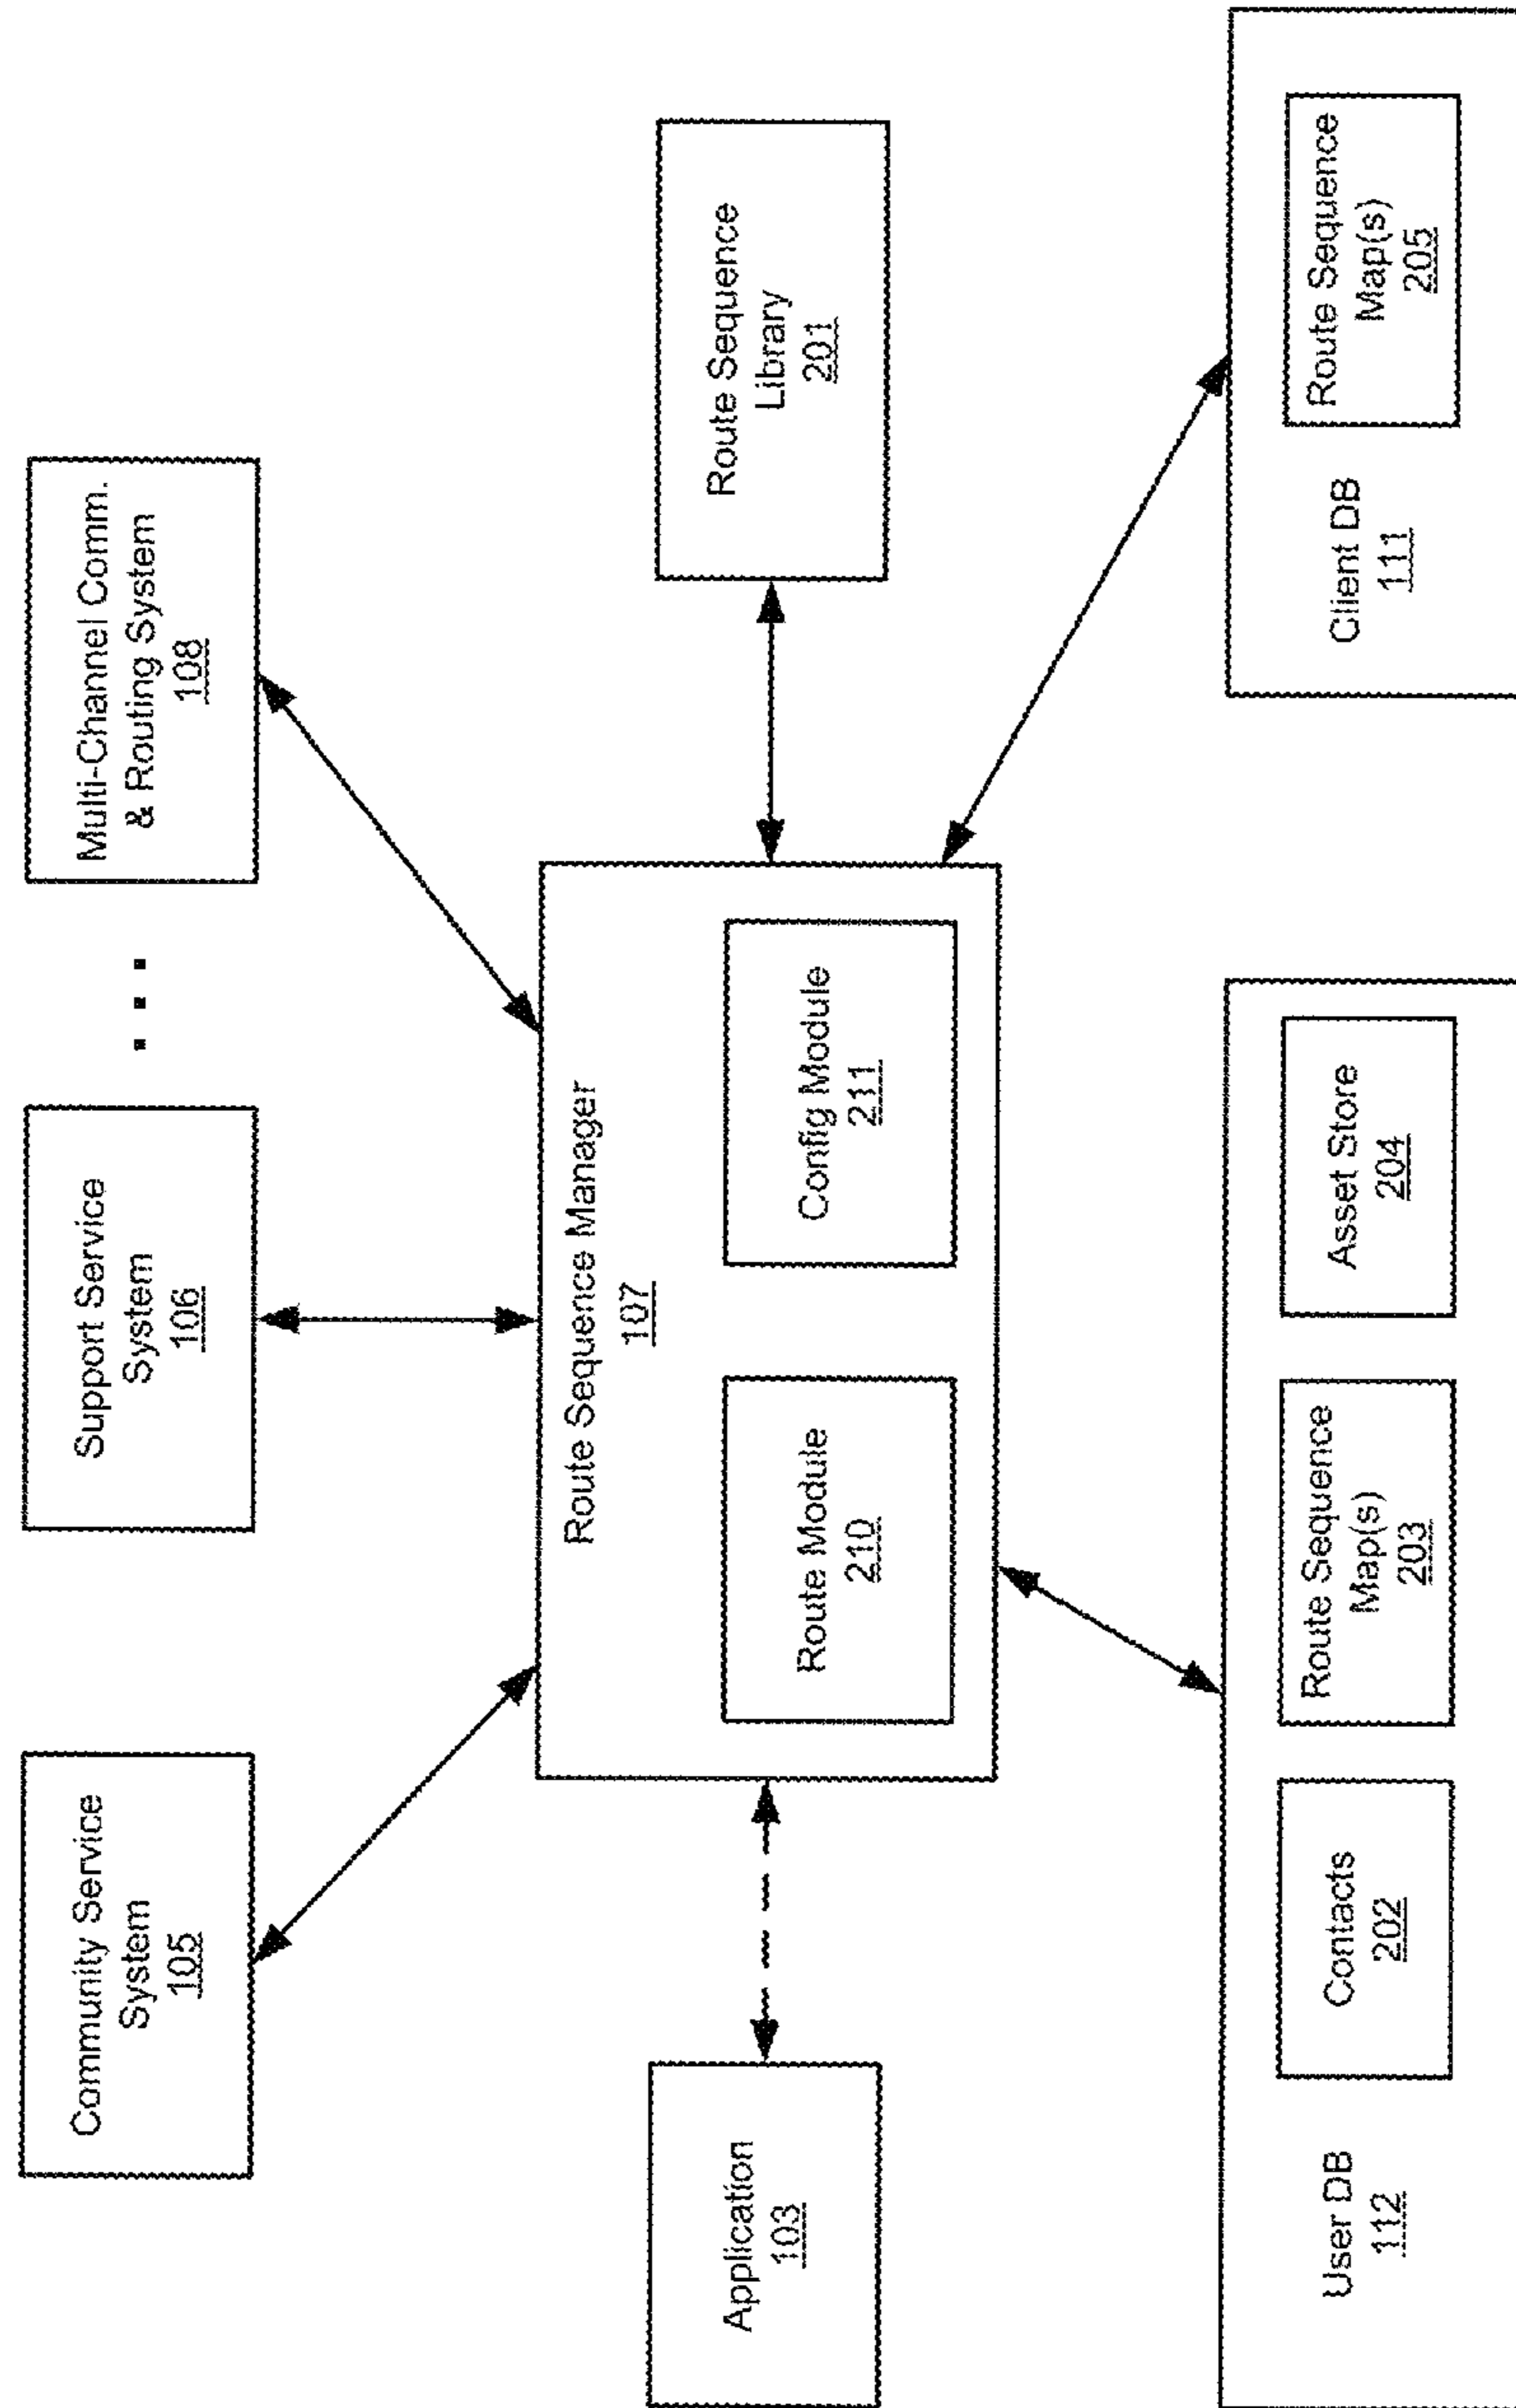 Community Service
System
105
Support Service
System
106
Multi-Channel Comm.
& Routing System
108
Application
103
Route Sequence Manager
107
Route Module
210
Config Module
211
Route Sequence
Library
201
User DB
112
Contacts
202
Route Sequence
Map(s)
203
Asset Store
204
Client DB
111
Route Sequence
Map(s)
205